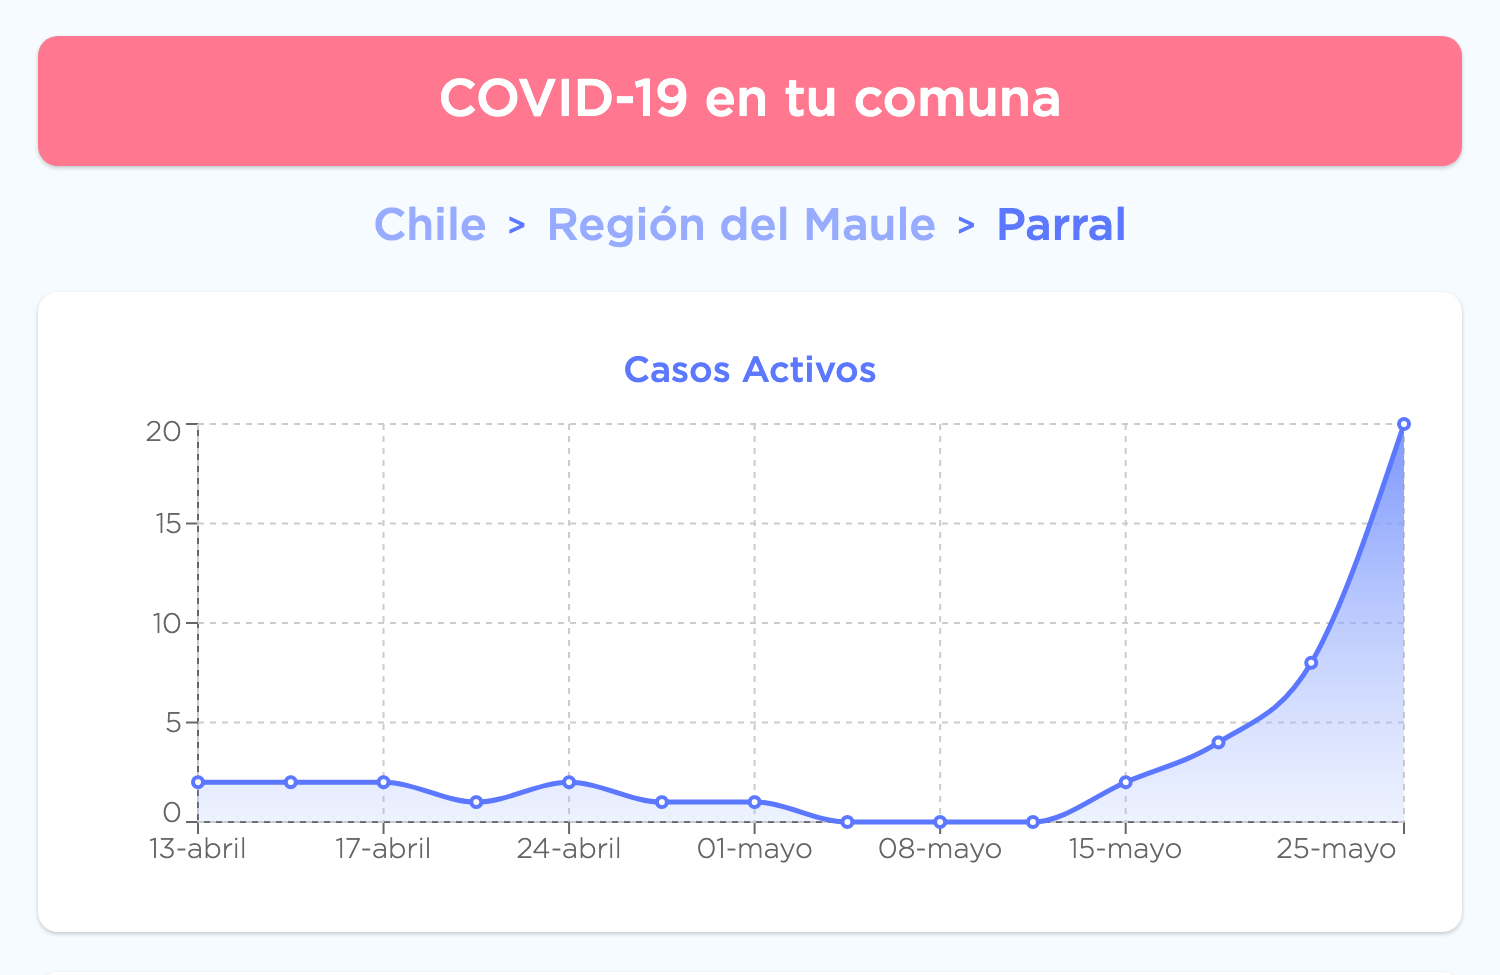 COVID-19 en tu comuna
Chile > Región del Maule > Parral
Casos Activos
20
15
10
5
0
13-abril 17-abril 24-abril 01-mayo 08-mayo 15-mayo 25-mayo